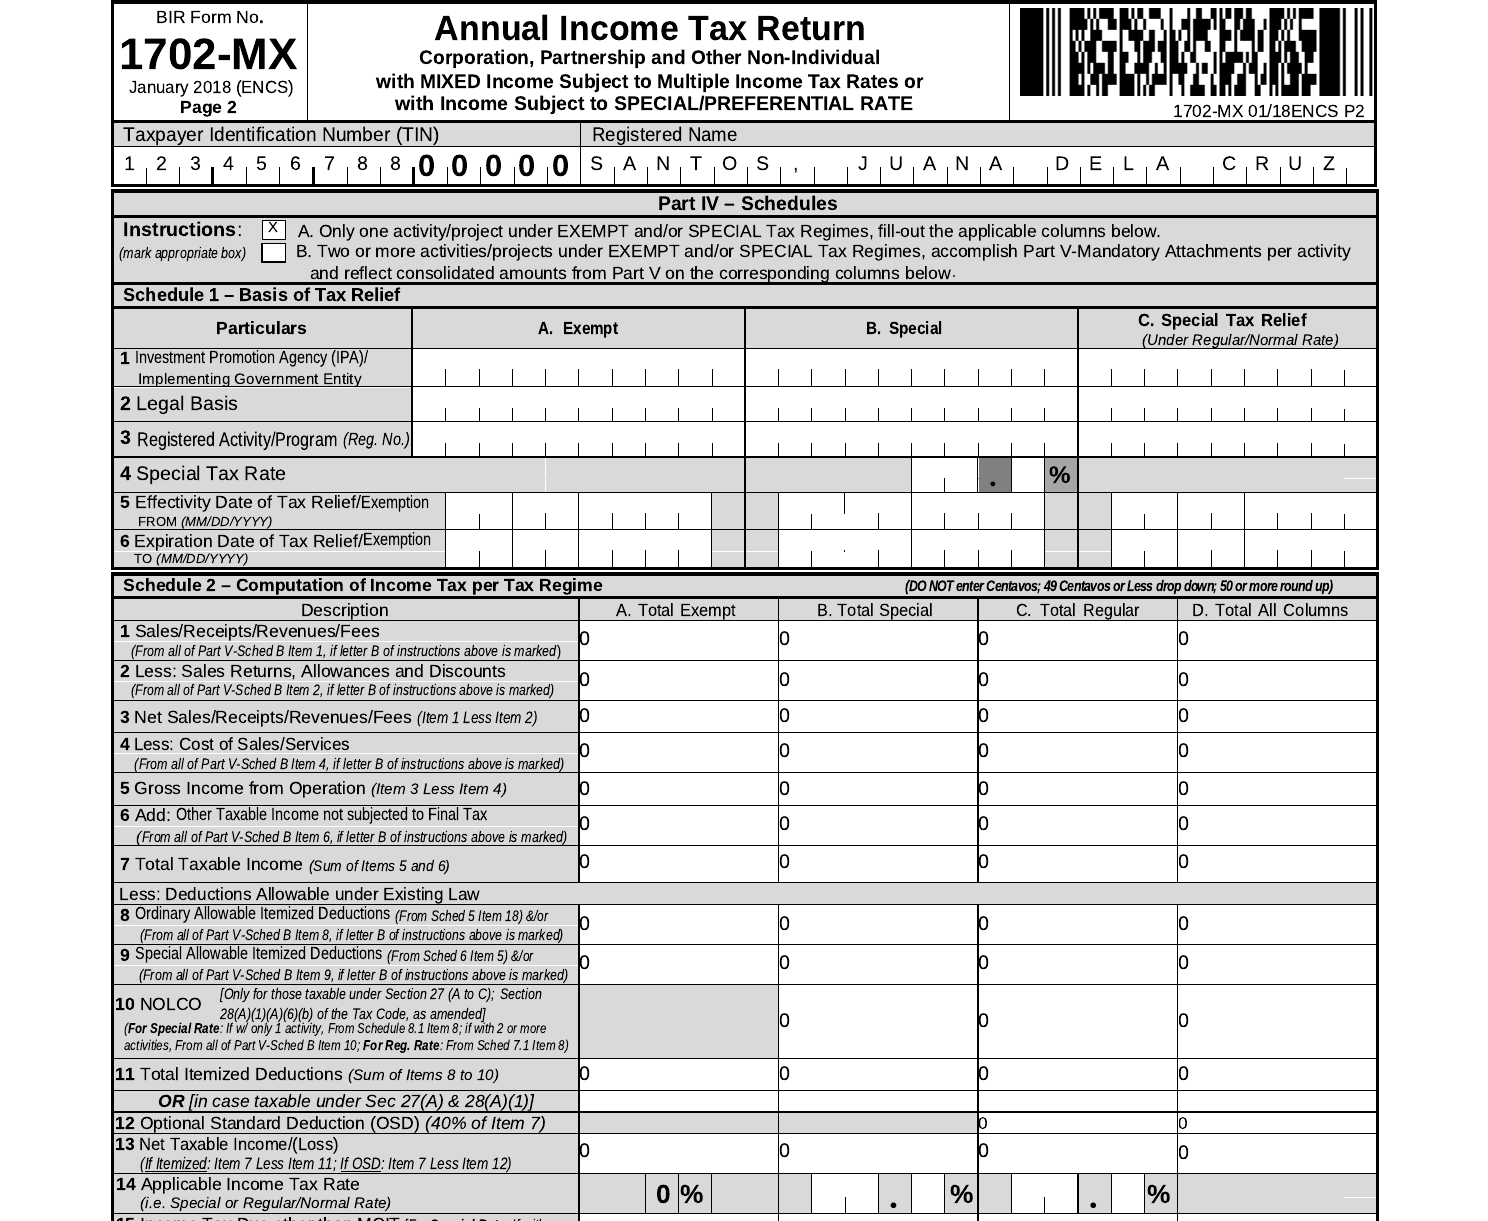 BIR Form No.
1702-MX
January 2018 (ENCS)
Page 2
Annual Income Tax Return
Corporation, Partnership and Other Non-Individual
with MIXED Income Subject to Multiple Income Tax Rates or
with Income Subject to SPECIAL/PREFERENTIAL RATE
1702-MX 01/18ENCS P2
Taxpayer Identification Number (TIN) Registered Name
1 2 3 4 5 6 7 8 8 0 0 0 0 0 S A N T O S , J U A N A D E L A C R U Z
Part IV – Schedules
Instructions: X A. Only one activity/project under EXEMPT and/or SPECIAL Tax Regimes, fill-out the applicable columns below.
(mark appropriate box) B. Two or more activities/projects under EXEMPT and/or SPECIAL Tax Regimes, accomplish Part V-Mandatory Attachments per activity
and reflect consolidated amounts from Part V on the corresponding columns below.
Schedule 1 – Basis of Tax Relief
Particulars A. Exempt B. Special C. Special Tax Relief
(Under Regular/Normal Rate)
1 Investment Promotion Agency (IPA)/
Implementing Government Entity
2 Legal Basis
3 Registered Activity/Program (Reg. No.)
4 Special Tax Rate . %
5 Effectivity Date of Tax Relief/Exemption
FROM (MM/DD/YYYY)
6 Expiration Date of Tax Relief/Exemption
TO (MM/DD/YYYY)
Schedule 2 – Computation of Income Tax per Tax Regime (DO NOT enter Centavos; 49 Centavos or Less drop down; 50 or more round up)
Description A. Total Exempt B. Total Special C. Total Regular D. Total All Columns
1 Sales/Receipts/Revenues/Fees 0 0 0 0
(From all of Part V-Sched B Item 1, if letter B of instructions above is marked)
2 Less: Sales Returns, Allowances and Discounts 0 0 0 0
(From all of Part V-Sched B Item 2, if letter B of instructions above is marked)
3 Net Sales/Receipts/Revenues/Fees (Item 1 Less Item 2) 0 0 0 0
4 Less: Cost of Sales/Services 0 0 0 0
(From all of Part V-Sched B Item 4, if letter B of instructions above is marked)
5 Gross Income from Operation (Item 3 Less Item 4) 0 0 0 0
6 Add: Other Taxable Income not subjected to Final Tax 0 0 0 0
(From all of Part V-Sched B Item 6, if letter B of instructions above is marked)
7 Total Taxable Income (Sum of Items 5 and 6) 0 0 0 0
Less: Deductions Allowable under Existing Law
8 Ordinary Allowable Itemized Deductions (From Sched 5 Item 18) &/or 0 0 0 0
(From all of Part V-Sched B Item 8, if letter B of instructions above is marked)
9 Special Allowable Itemized Deductions (From Sched 6 Item 5) &/or 0 0 0 0
(From all of Part V-Sched B Item 9, if letter B of instructions above is marked)
10 NOLCO [Only for those taxable under Section 27 (A to C); Section
28(A)(1)(A)(6)(b) of the Tax Code, as amended] 0 0 0
(For Special Rate: If w/ only 1 activity, From Schedule 8.1 Item 8; if with 2 or more
activities, From all of Part V-Sched B Item 10; For Reg. Rate: From Sched 7.1 Item 8)
11 Total Itemized Deductions (Sum of Items 8 to 10) 0 0 0 0
OR [in case taxable under Sec 27(A) & 28(A)(1)]
12 Optional Standard Deduction (OSD) (40% of Item 7) 0 0
13 Net Taxable Income/(Loss) 0 0 0 0
(If Itemized: Item 7 Less Item 11; If OSD: Item 7 Less Item 12)
14 Applicable Income Tax Rate 0 % . % . %
(i.e. Special or Regular/Normal Rate)